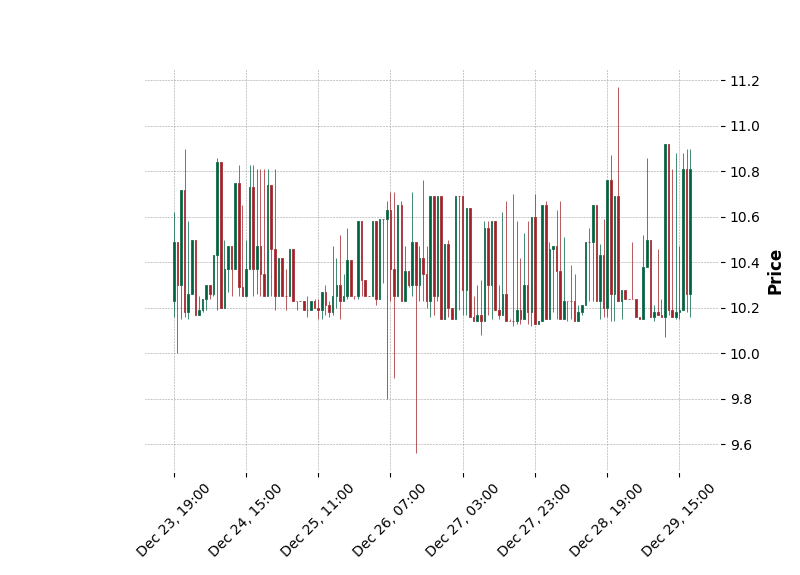 11.2
11.0
10.8
10.6
10.4
10.2
10.0
9.8
9.6
Price
Dec 23, 19:00
Dec 24, 15:00
Dec 25, 11:00
Dec 26, 07:00
Dec 27, 03:00
Dec 27, 23:00
Dec 28, 19:00
Dec 29, 15:00